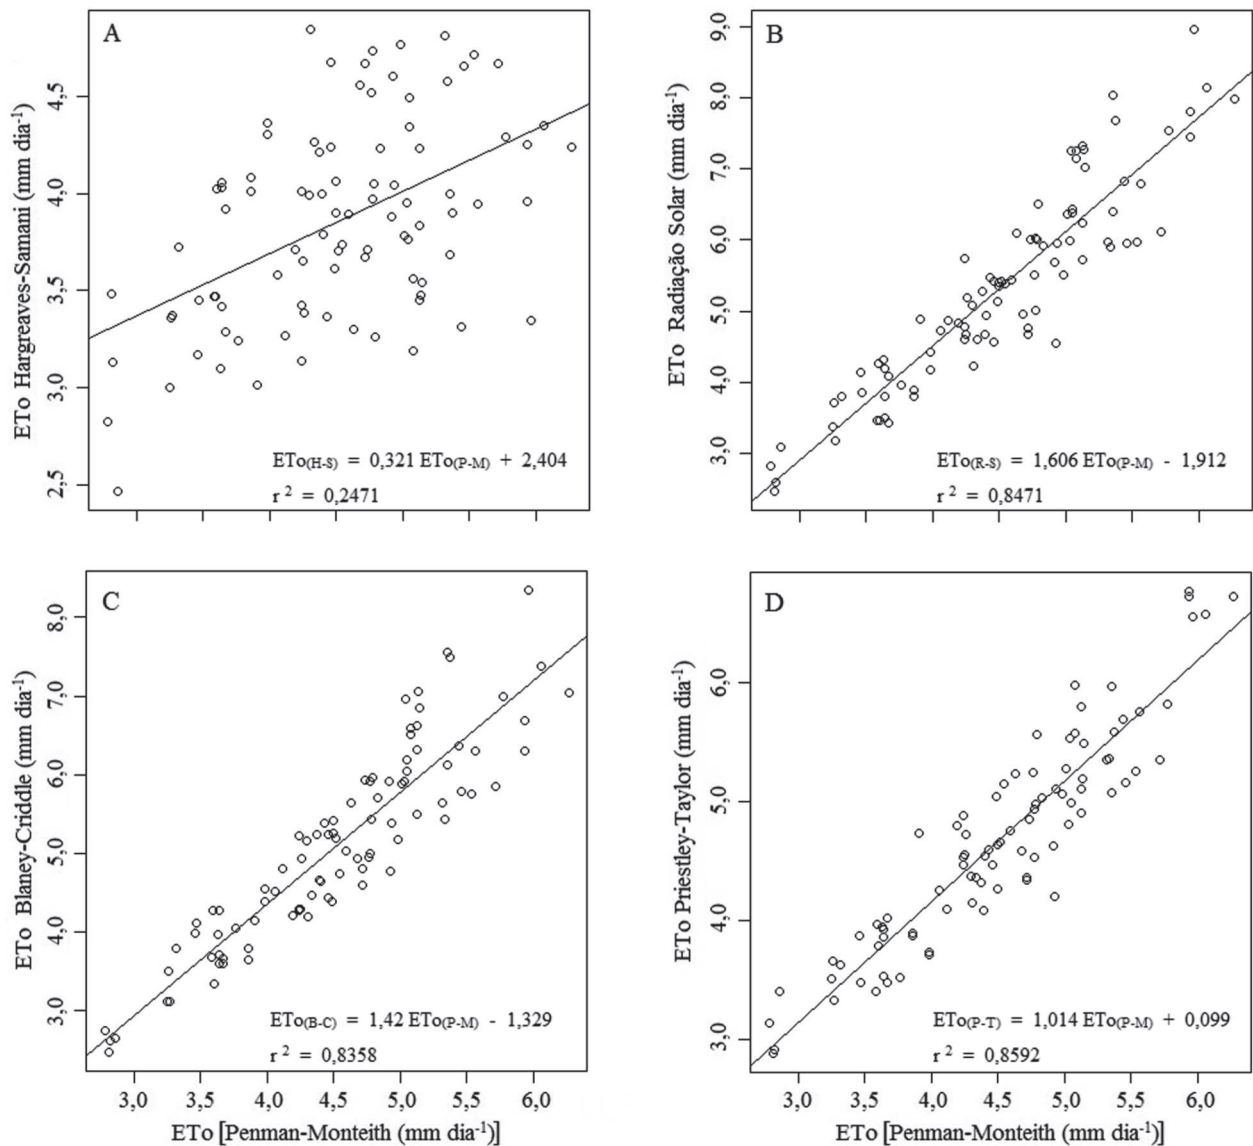 A
ETo Hargreaves-Samani (mm dia⁻¹)
4,5
4,0
3,5
3,0
2,5
ETo(H-S) = 0,321 ETo(P-M) + 2,404
r² = 0,2471
B
ETo Radiação Solar (mm dia⁻¹)
9,0
8,0
7,0
6,0
5,0
4,0
3,0
ETo(R-S) = 1,606 ETo(P-M) - 1,912
r² = 0,8471
C
ETo Blaney-Criddle (mm dia⁻¹)
8,0
7,0
6,0
5,0
4,0
3,0
ETo(B-C) = 1,42 ETo(P-M) - 1,329
r² = 0,8358
3,0 4,0 4,5 5,0 5,5 6,0
ETo [Penman-Monteith (mm dia⁻¹)]
D
ETo Priestley-Taylor (mm dia⁻¹)
6,0
5,0
4,0
3,0
ETo(P-T) = 1,014 ETo(P-M) + 0,099
r² = 0,8592
3,0 4,0 4,5 5,0 5,5 6,0
ETo [Penman-Monteith (mm dia⁻¹)]